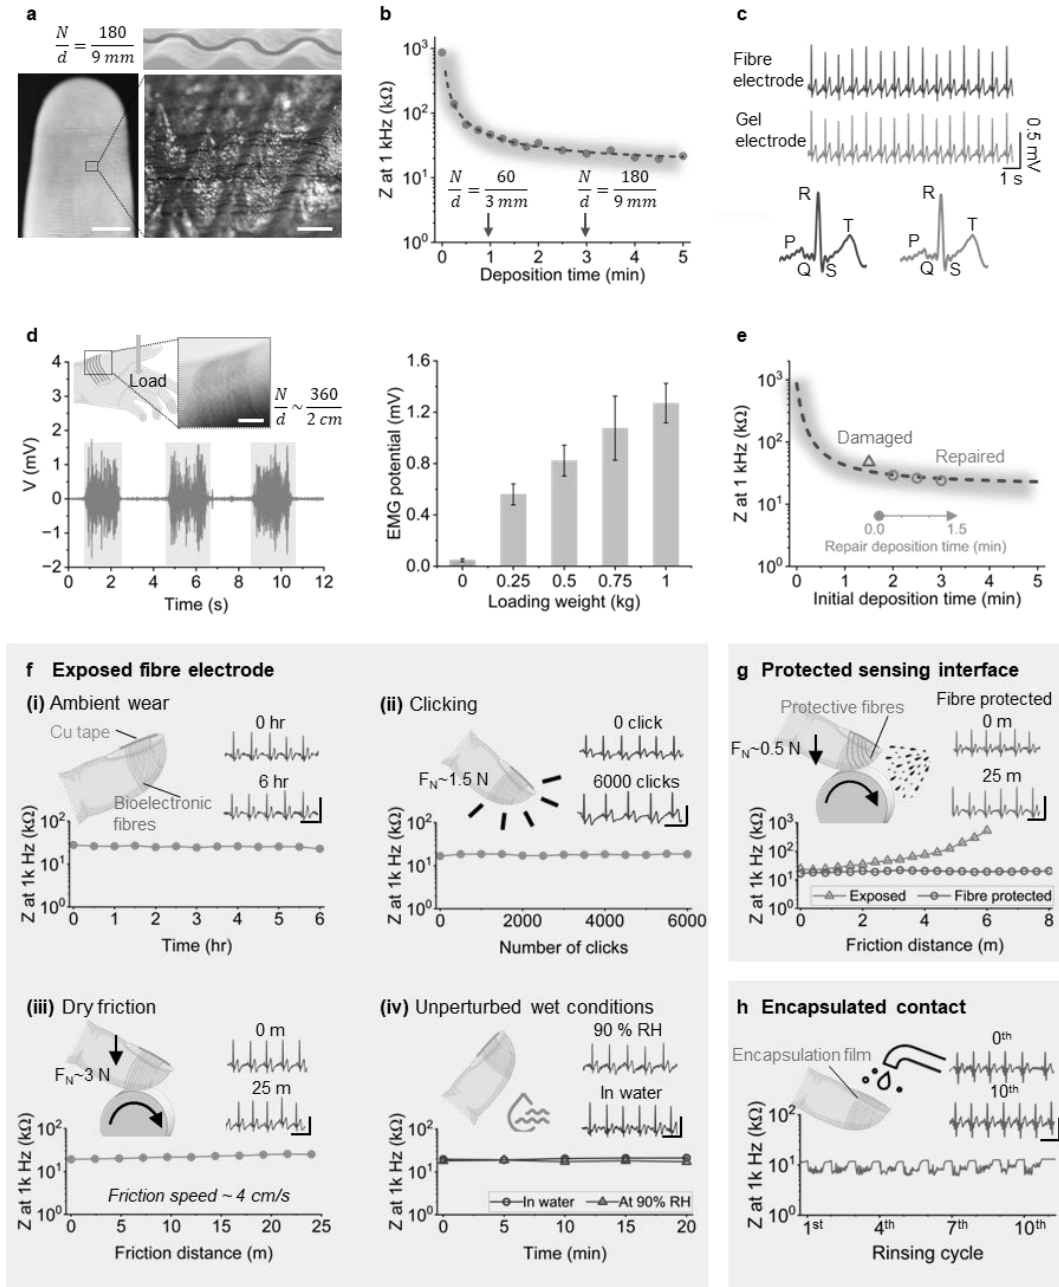 a
N/d = 180/9 mm
b
Z at 1 kHz (kΩ)
10³
10²
10¹
10⁰
N/d = 60/3 mm
N/d = 180/9 mm
0 1 2 3 4 5
Deposition time (min)
c
Fibre
electrode
Gel
electrode
0.5 mV
1 s
R
P
Q
S
T
R
P
Q
S
T
d
V (mV)
4
3
2
1
0
−1
−2
Load
N/d ~ 360/2 cm
0 2 4 6 8 10 12
Time (s)
EMG potential (mV)
1.6
1.2
0.8
0.4
0.0
0 0.25 0.5 0.75 1
Loading weight (kg)
e
Z at 1 kHz (kΩ)
10³
10²
10¹
10⁰
Damaged
Repaired
0.0 1.5
Repair deposition time (min)
0 1 2 3 4 5
Initial deposition time (min)
f Exposed fibre electrode
(i) Ambient wear
Cu tape
Bioelectronic
fibres
0 hr
6 hr
Z at 1k Hz (kΩ)
10²
10¹
10⁰
0 1 2 3 4 5 6
Time (hr)
(ii) Clicking
F_N~1.5 N
0 click
6000 clicks
Z at 1k Hz (kΩ)
10²
10¹
10⁰
0 2000 4000 6000
Number of clicks
(iii) Dry friction
F_N~3 N
0 m
25 m
Z at 1k Hz (kΩ)
10²
10¹
10⁰
Friction speed ~ 4 cm/s
0 5 10 15 20 25
Friction distance (m)
(iv) Unperturbed wet conditions
90 % RH
In water
Z at 1k Hz (kΩ)
10²
10¹
10⁰
In water At 90% RH
0 5 10 15 20
Time (min)
g Protected sensing interface
Protective fibres
Fibre protected
F_N~0.5 N
0 m
25 m
Z at 1k Hz (kΩ)
10³
10²
10¹
10⁰
Exposed Fibre protected
0 2 4 6 8
Friction distance (m)
h Encapsulated contact
Encapsulation film
0th
10th
Z at 1k Hz (kΩ)
10²
10¹
10⁰
1st 4th 7th 10th
Rinsing cycle